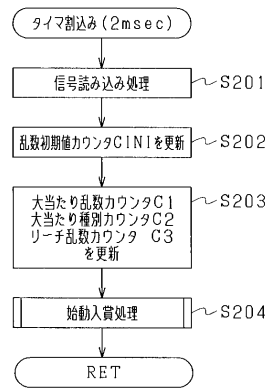 タイマ割込み(2msec)
信号読み込み処理
S201
乱数初期値カウンタCINIを更新
S202
大当たり乱数カウンタC1
大当たり種別カウンタC2
リーチ乱数カウンタ C3
を更新
S203
始動入賞処理
S204
RET